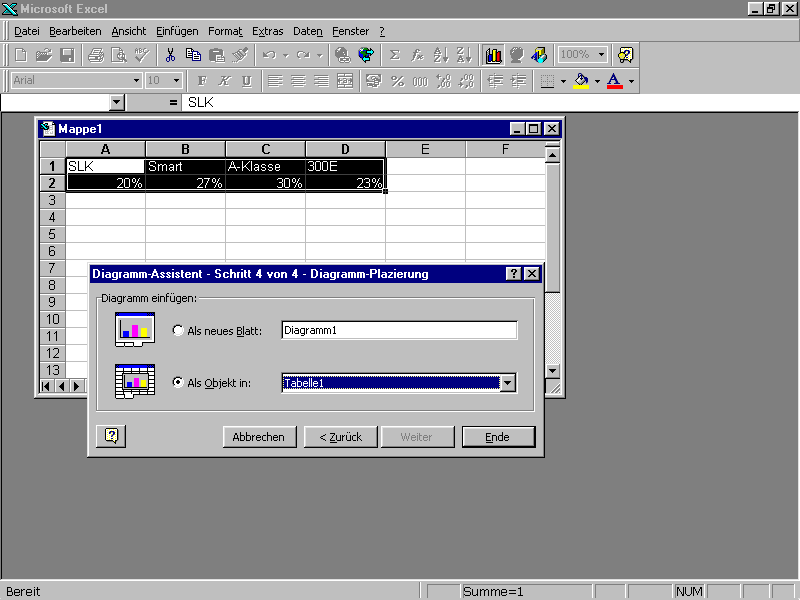 Microsoft Excel
Datei Bearbeiten Ansicht Einfügen Format Extras Daten Fenster ?
100%
Arial 10 F K U % 000
= SLK
Mappe1
A B C D E F
1 SLK Smart A-Klasse 300E
2 20% 27% 30% 23%
3
4
5
6
7
8
9
10
11
12
13
Diagramm-Assistent - Schritt 4 von 4 - Diagramm-Plazierung
Diagramm einfügen:
Als neues Blatt: Diagramm1
Als Objekt in: Tabelle1
Abbrechen < Zurück Weiter Ende
Bereit Summe=1 NUM